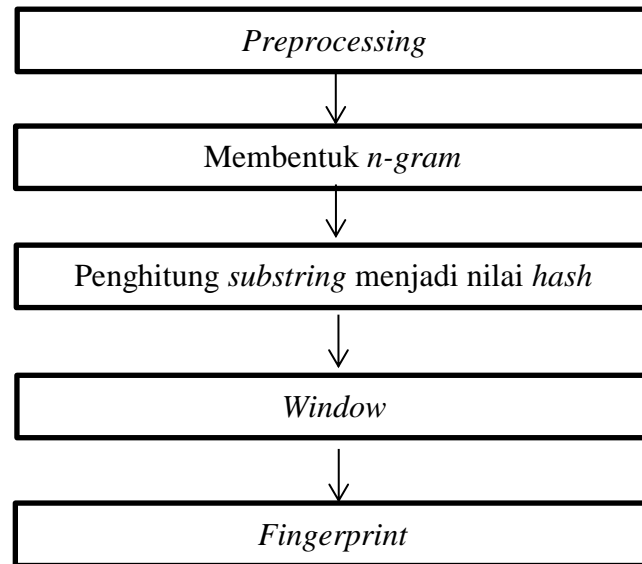 Preprocessing
Membentuk n-gram
Penghitung substring menjadi nilai hash
Window
Fingerprint